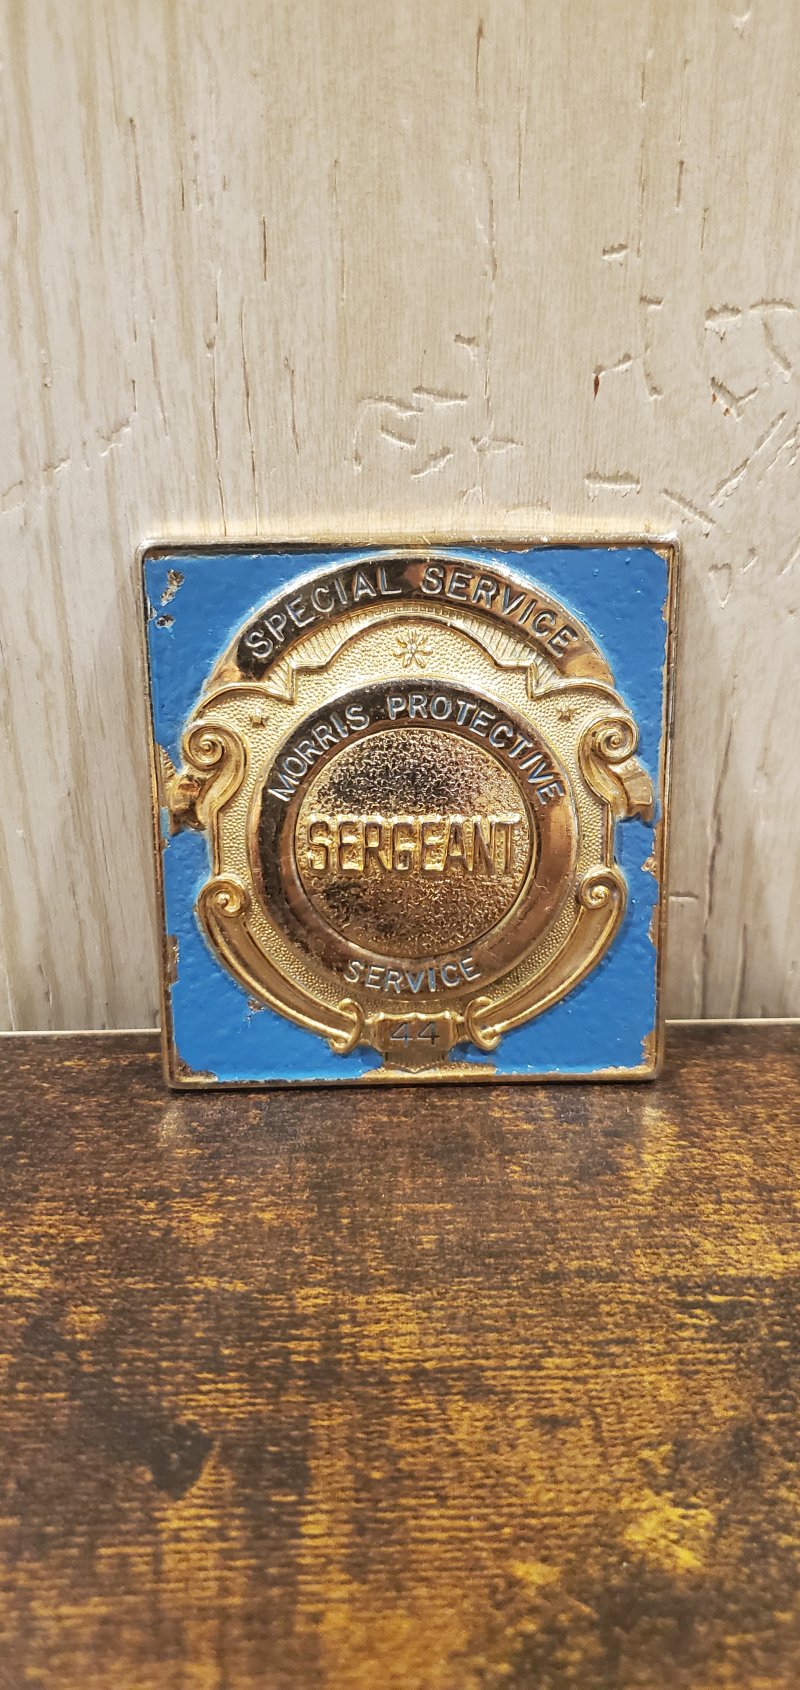 SPECIAL SERVICE
MORRIS PROTECTIVE
SERGEANT
SERVICE
44